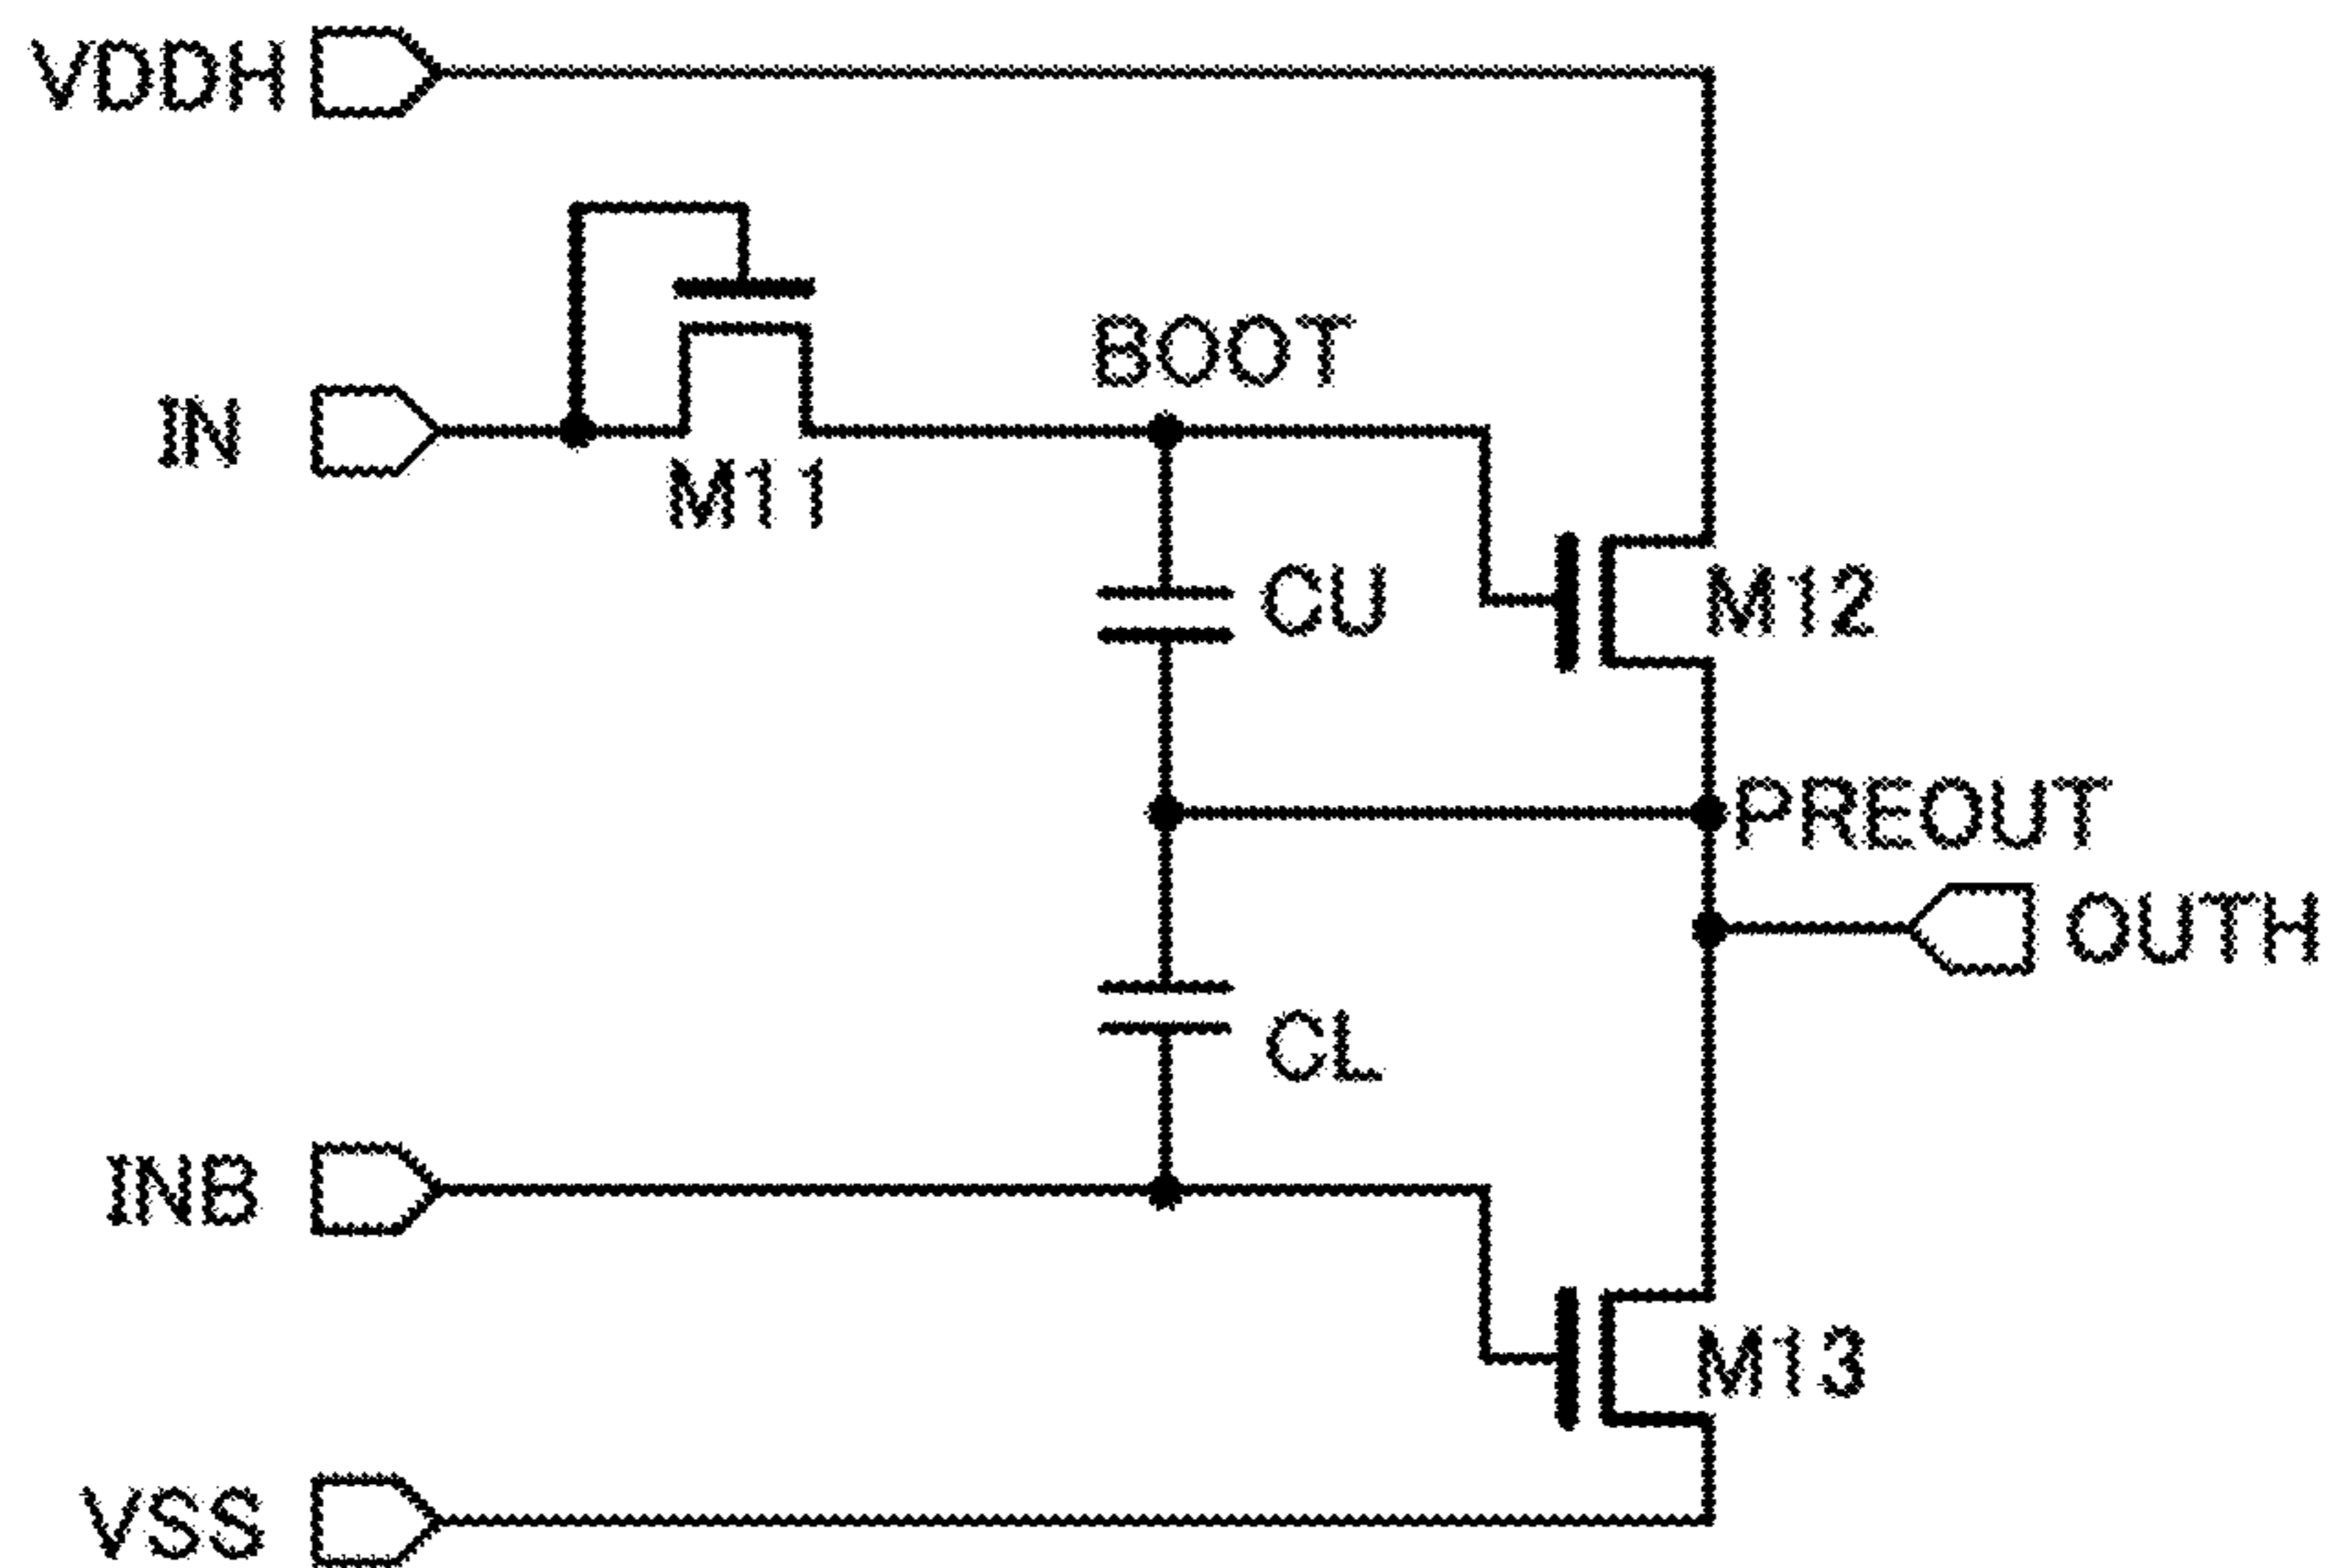 VDDH
BOOT
IN
M11
CU
M12
PREOUT
OUTH
CL
INB
M13
VSS